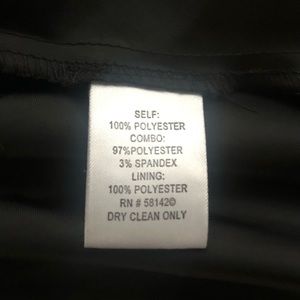 SELF:
100% POLYESTER
COMBO:
97%POLYESTER
3% SPANDEX
LINING:
100% POLYESTER
RN # 58142©
DRY CLEAN ONLY